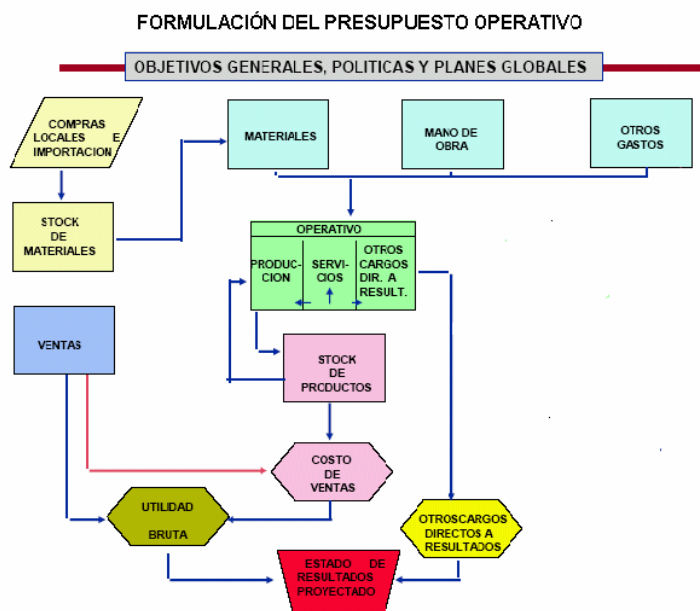 FORMULACIÓN DEL PRESUPUESTO OPERATIVO
OBJETIVOS GENERALES, POLITICAS Y PLANES GLOBALES
COMPRAS
LOCALES E
IMPORTACION
MATERIALES
MANO DE
OBRA
OTROS
GASTOS
STOCK
DE
MATERIALES
OPERATIVO
PRODUC-
CION
SERVI-
CIOS
OTROS
CARGOS
DIR. A
RESULT.
VENTAS
STOCK
DE
PRODUCTOS
COSTO
DE
VENTAS
UTILIDAD
BRUTA
OTROSCARGOS
DIRECTOS A
RESULTADOS
ESTADO DE
RESULTADOS
PROYECTADO